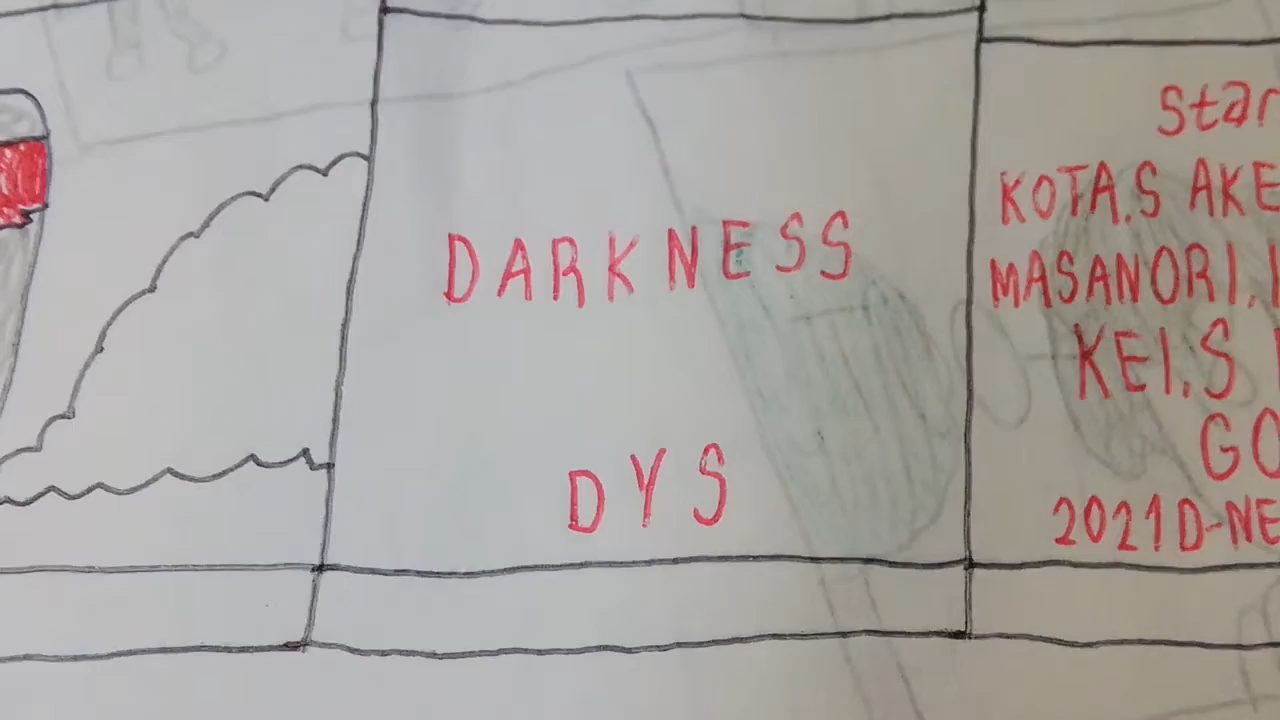 DARKNESS
DYS
Star
KOTA.S AKE
MASANORI.
KEI.S
GO
2021D-NE